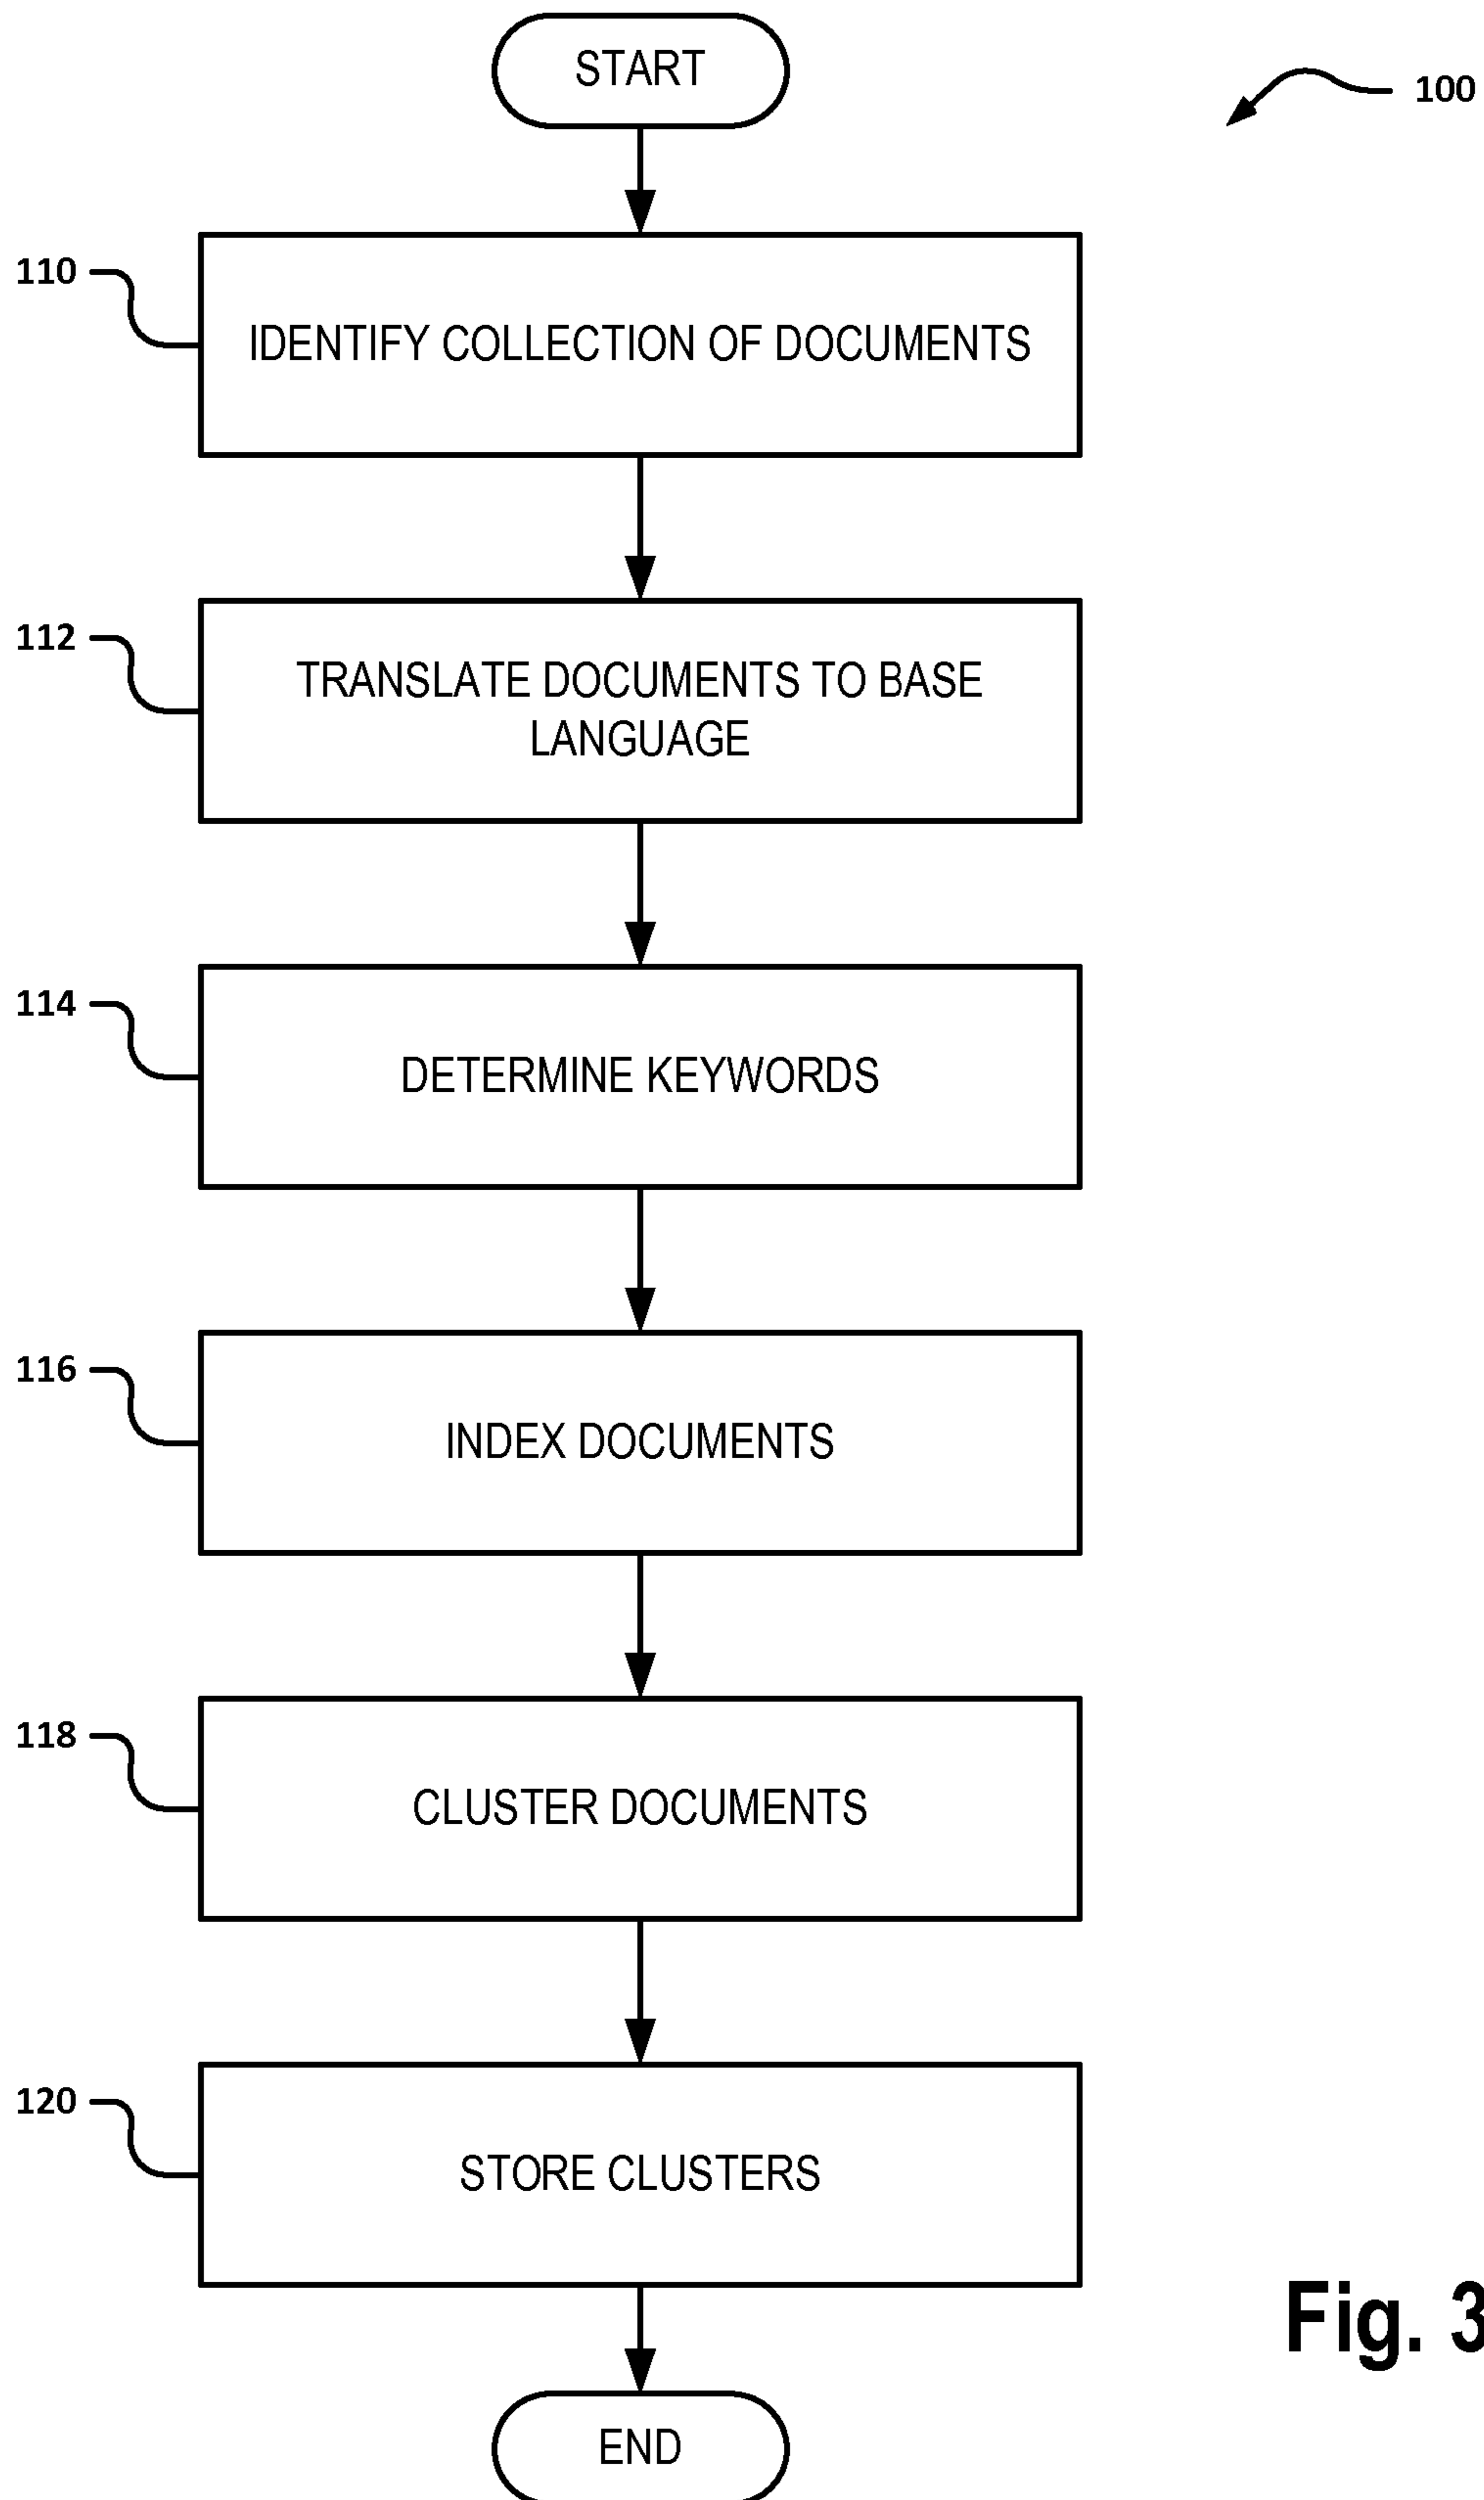 START
100
110
IDENTIFY COLLECTION OF DOCUMENTS
112
TRANSLATE DOCUMENTS TO BASE
LANGUAGE
114
DETERMINE KEYWORDS
116
INDEX DOCUMENTS
118
CLUSTER DOCUMENTS
120
STORE CLUSTERS
Fig. 3
END